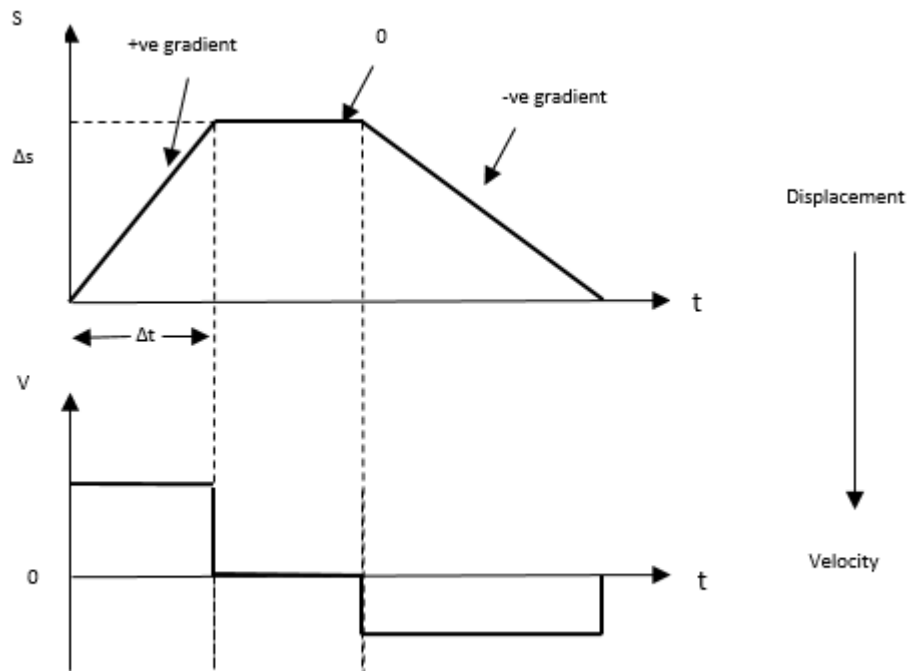 S
+ve gradient
0
-ve gradient
Δs
Displacement
t
Δt
V
0
t
Velocity